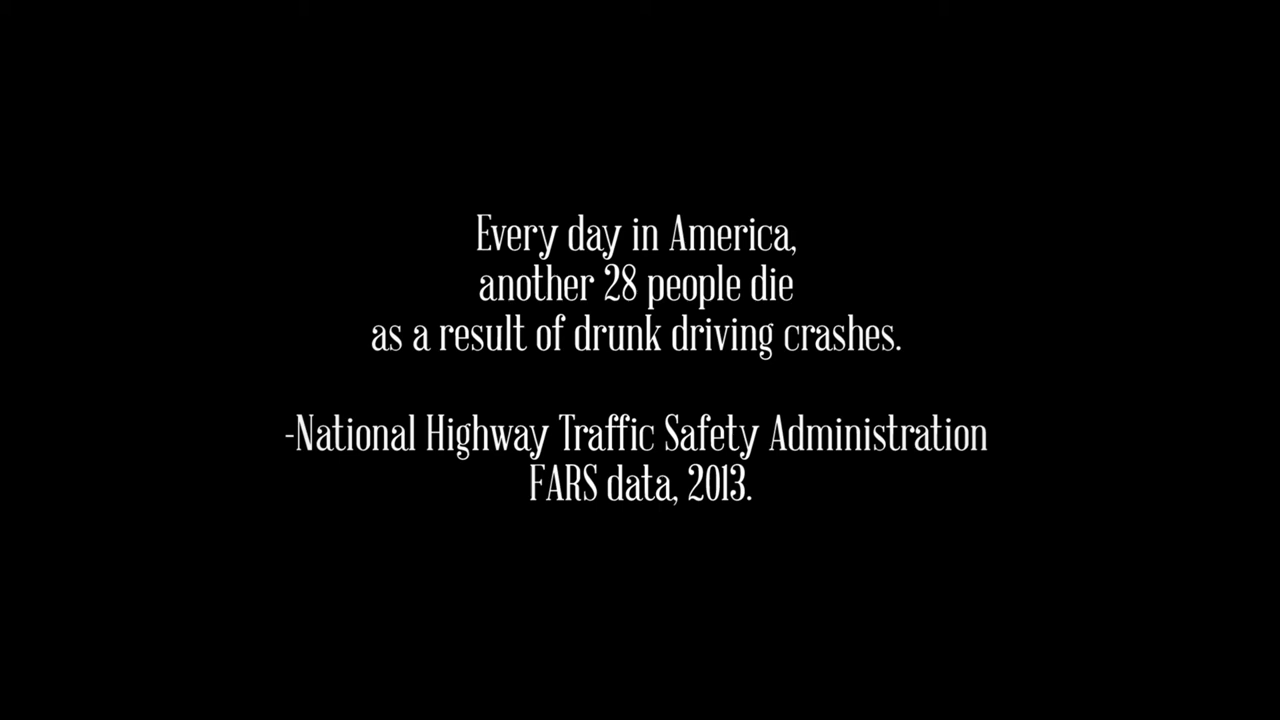 Every day in America,
another 28 people die
as a result of drunk driving crashes.
-National Highway Traffic Safety Administration
FARS data, 2013.